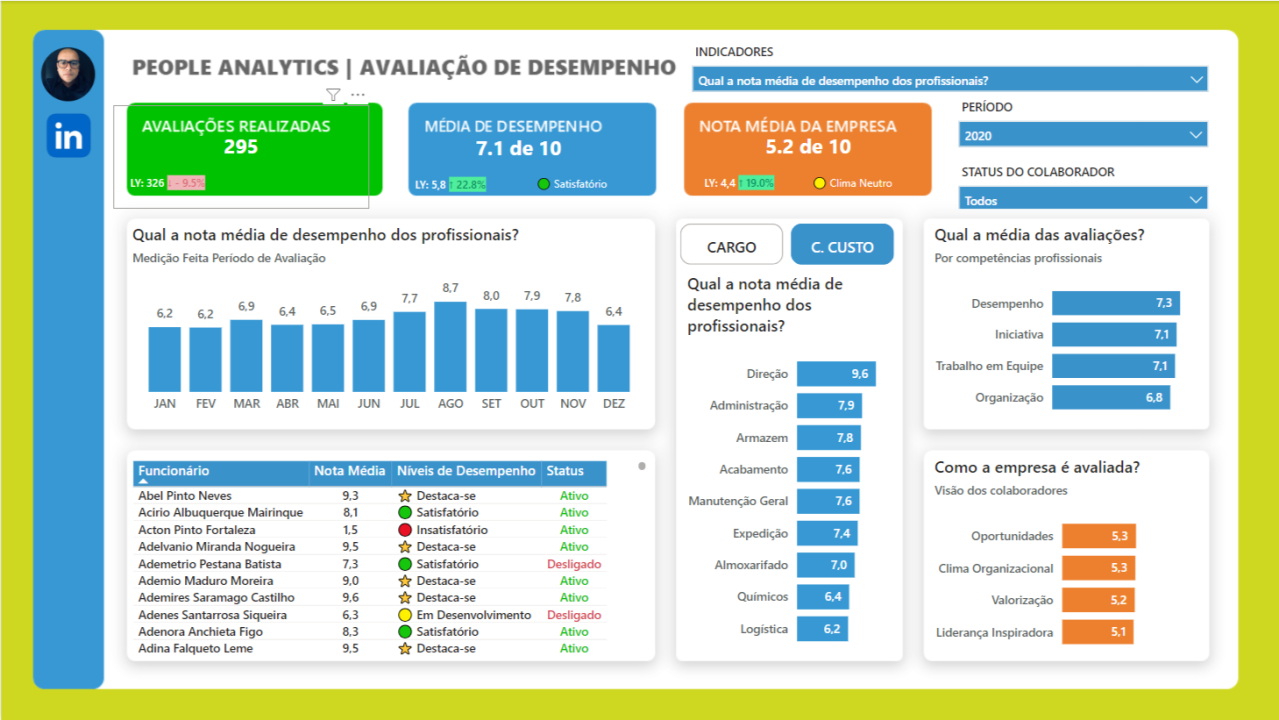 PEOPLE ANALYTICS | AVALIAÇÃO DE DESEMPENHO
INDICADORES
Qual a nota média de desempenho dos profissionais?
in
AVALIAÇÕES REALIZADAS
295
LY: 326 ↓ - 9.5%
MÉDIA DE DESEMPENHO
7.1 de 10
LY: 5,8 ↑ 22.8% Satisfatório
NOTA MÉDIA DA EMPRESA
5.2 de 10
LY: 4,4 ↑ 19.0% Clima Neutro
PERÍODO
2020
STATUS DO COLABORADOR
Todos
Qual a nota média de desempenho dos profissionais?
Medição Feita Período de Avaliação
6,2 6,2 6,9 6,4 6,5 6,9 7,7 8,7 8,0 7,9 7,8 6,4
JAN FEV MAR ABR MAI JUN JUL AGO SET OUT NOV DEZ
Funcionário Nota Média Níveis de Desempenho Status
Abel Pinto Neves 9,3 Destaca-se Ativo
Acirio Albuquerque Mairinque 8,1 Satisfatório Ativo
Acton Pinto Fortaleza 1,5 Insatisfatório Ativo
Adelvanio Miranda Nogueira 9,5 Destaca-se Ativo
Ademetrio Pestana Batista 7,3 Satisfatório Desligado
Ademio Maduro Moreira 9,0 Destaca-se Ativo
Ademires Saramago Castilho 9,6 Destaca-se Ativo
Adenes Santarrosa Siqueira 6,3 Em Desenvolvimento Desligado
Adenora Anchieta Figo 8,3 Satisfatório Ativo
Adina Falqueto Leme 9,5 Destaca-se Ativo
CARGO C. CUSTO
Qual a nota média de
desempenho dos
profissionais?
Direção 9,6
Administração 7,9
Armazem 7,8
Acabamento 7,6
Manutenção Geral 7,6
Expedição 7,4
Almoxarifado 7,0
Químicos 6,4
Logística 6,2
Qual a média das avaliações?
Por competências profissionais
Desempenho 7,3
Iniciativa 7,1
Trabalho em Equipe 7,1
Organização 6,8
Como a empresa é avaliada?
Visão dos colaboradores
Oportunidades 5,3
Clima Organizacional 5,3
Valorização 5,2
Liderança Inspiradora 5,1